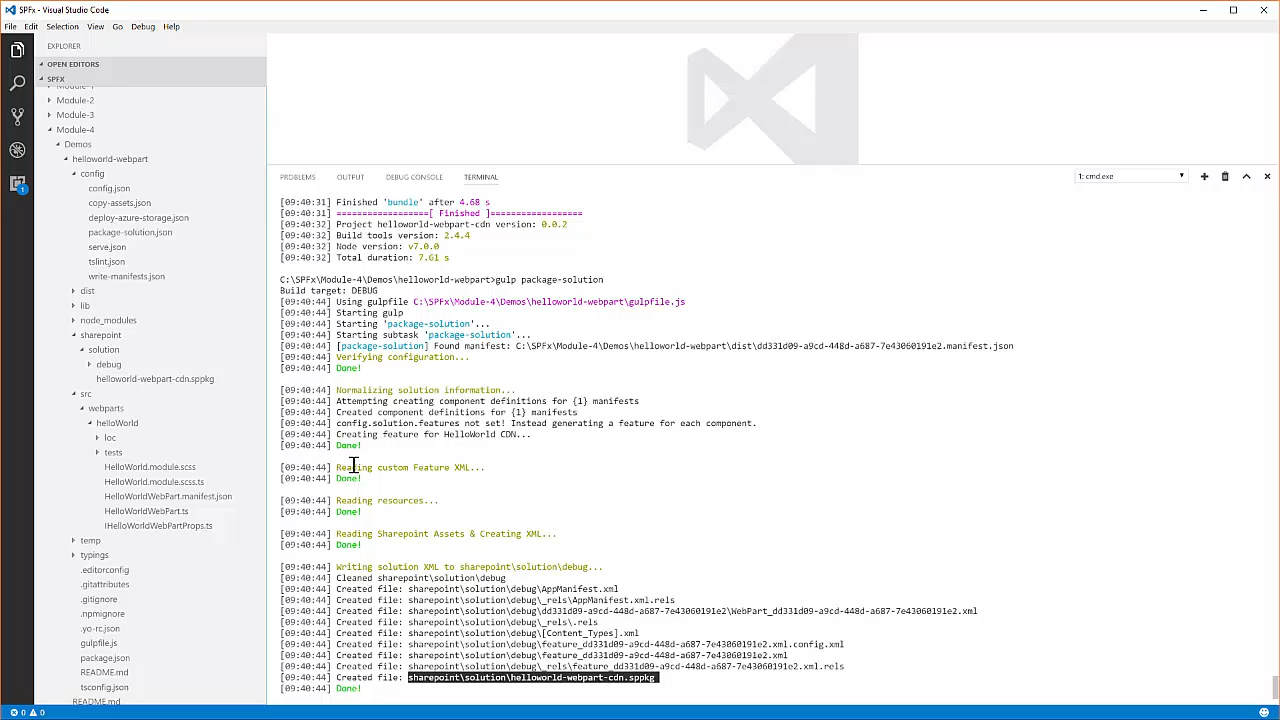 SPFx - Visual Studio Code
File Edit Selection View Go Debug Help
EXPLORER
OPEN EDITORS
SPFX
Module-1
Module-2
Module-3
Module-4
Demos
helloworld-webpart
config
config.json
copy-assets.json
deploy-azure-storage.json
package-solution.json
serve.json
tslint.json
write-manifests.json
dist
lib
node_modules
sharepoint
solution
debug
helloworld-webpart-cdn.sppkg
src
webparts
helloWorld
loc
tests
HelloWorld.module.scss
HelloWorld.module.scss.ts
HelloWorldWebPart.manifest.json
HelloWorldWebPart.ts
IHelloWorldWebPartProps.ts
temp
typings
.editorconfig
.gitattributes
.gitignore
.npmignore
.yo-rc.json
gulpfile.js
package.json
README.md
tsconfig.json
README.md
1
PROBLEMS OUTPUT DEBUG CONSOLE TERMINAL 1: cmd.exe
[09:40:31] Finished 'bundle' after 4.68 s
[09:40:31] ==================[ Finished ]==================
[09:40:32] Project helloworld-webpart-cdn version: 0.0.2
[09:40:32] Build tools version: 2.4.4
[09:40:32] Node version: v7.0.0
[09:40:32] Total duration: 7.61 s
C:\SPFx\Module-4\Demos\helloworld-webpart>gulp package-solution
Build target: DEBUG
[09:40:44] Using gulpfile C:\SPFx\Module-4\Demos\helloworld-webpart\gulpfile.js
[09:40:44] Starting gulp
[09:40:44] Starting 'package-solution'...
[09:40:44] Starting subtask 'package-solution'...
[09:40:44] [package-solution] Found manifest: C:\SPFx\Module-4\Demos\helloworld-webpart\dist\dd331d09-a9cd-448d-a687-7e43060191e2.manifest.json
[09:40:44] Verifying configuration...
[09:40:44] Done!
[09:40:44] Normalizing solution information...
[09:40:44] Attempting creating component definitions for {1} manifests
[09:40:44] Created component definitions for {1} manifests
[09:40:44] config.solution.features not set! Instead generating a feature for each component.
[09:40:44] Creating feature for HelloWorld CDN...
[09:40:44] Done!
[09:40:44] Reading custom Feature XML...
[09:40:44] Done!
[09:40:44] Reading resources...
[09:40:44] Done!
[09:40:44] Reading Sharepoint Assets & Creating XML...
[09:40:44] Done!
[09:40:44] Writing solution XML to sharepoint\solution\debug...
[09:40:44] Cleaned sharepoint\solution\debug
[09:40:44] Created file: sharepoint\solution\debug\AppManifest.xml
[09:40:44] Created file: sharepoint\solution\debug\_rels\AppManifest.xml.rels
[09:40:44] Created file: sharepoint\solution\debug\dd331d09-a9cd-448d-a687-7e43060191e2\WebPart_dd331d09-a9cd-448d-a687-7e43060191e2.xml
[09:40:44] Created file: sharepoint\solution\debug\_rels\.rels
[09:40:44] Created file: sharepoint\solution\debug\[Content_Types].xml
[09:40:44] Created file: sharepoint\solution\debug\feature_dd331d09-a9cd-448d-a687-7e43060191e2.xml.config.xml
[09:40:44] Created file: sharepoint\solution\debug\feature_dd331d09-a9cd-448d-a687-7e43060191e2.xml
[09:40:44] Created file: sharepoint\solution\debug\_rels\feature_dd331d09-a9cd-448d-a687-7e43060191e2.xml.rels
[09:40:44] Created file: sharepoint\solution\helloworld-webpart-cdn.sppkg
[09:40:44] Done!
0 0